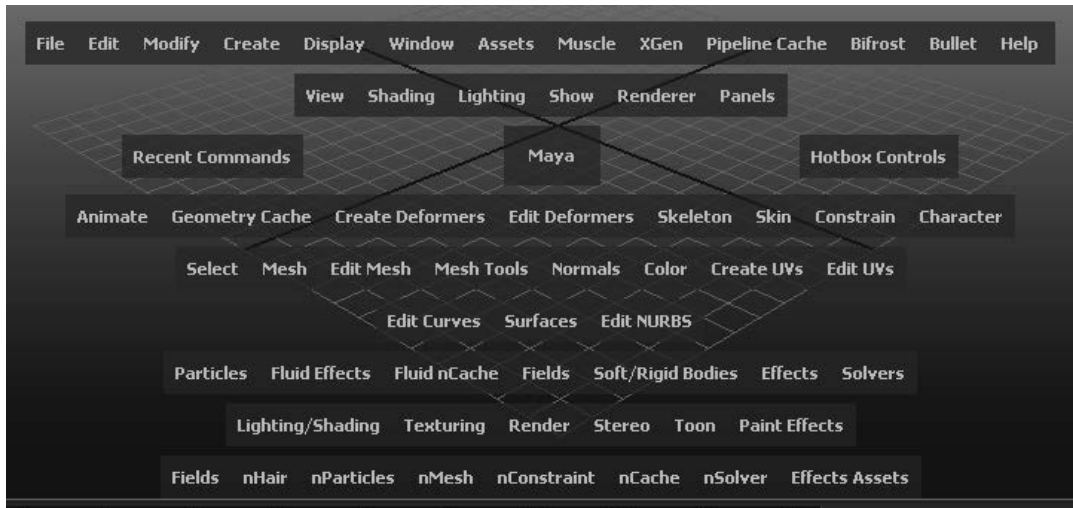 File Edit Modify Create Display Window Assets Muscle XGen Pipeline Cache Bifrost Bullet Help
View Shading Lighting Show Renderer Panels
Recent Commands Maya Hotbox Controls
Animate Geometry Cache Create Deformers Edit Deformers Skeleton Skin Constrain Character
Select Mesh Edit Mesh Mesh Tools Normals Color Create UVs Edit UVs
Edit Curves Surfaces Edit NURBS
Particles Fluid Effects Fluid nCache Fields Soft/Rigid Bodies Effects Solvers
Lighting/Shading Texturing Render Stereo Toon Paint Effects
Fields nHair nParticles nMesh nConstraint nCache nSolver Effects Assets